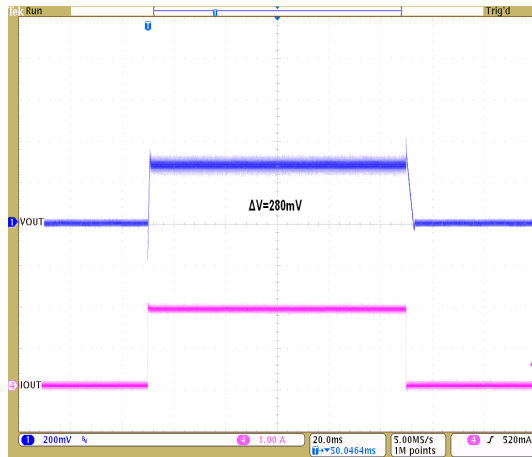 Tek Run Trig'd
T
T
ΔV=280mV
1 VOUT
4 IOUT
1 200mV 4 1.00 A 20.0ms 5.00MS/s 4 520mA
T→▼50.0464ms 1M points